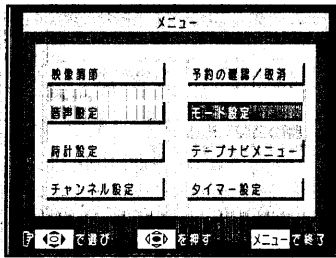 メニュー
映像調節
予約の確認／取消
音声設定
モード設定
時計設定
テープナビメニュー
チャンネル設定
タイマー設定
で選び を押す メニューで終了